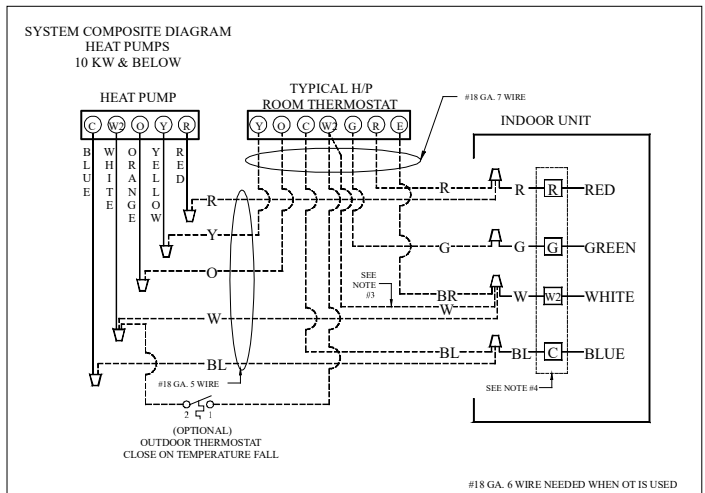 SYSTEM COMPOSITE DIAGRAM
HEAT PUMPS
10 KW & BELOW
HEAT PUMP
C W2 O Y R
BLUE
WHITE
ORANGE
YELLOW
RED
TYPICAL H/P
ROOM THERMOSTAT
Y O C W2 G R E
#18 GA. 7 WIRE
INDOOR UNIT
R
R
R
R
RED
Y
G
G
G
GREEN
O
SEE
NOTE
#3
BR
W
W
W2
WHITE
W
BL
BL
BL
C
BLUE
#18 GA. 5 WIRE
SEE NOTE #4
2 1
(OPTIONAL)
OUTDOOR THERMOSTAT
CLOSE ON TEMPERATURE FALL
#18 GA. 6 WIRE NEEDED WHEN OT IS USED